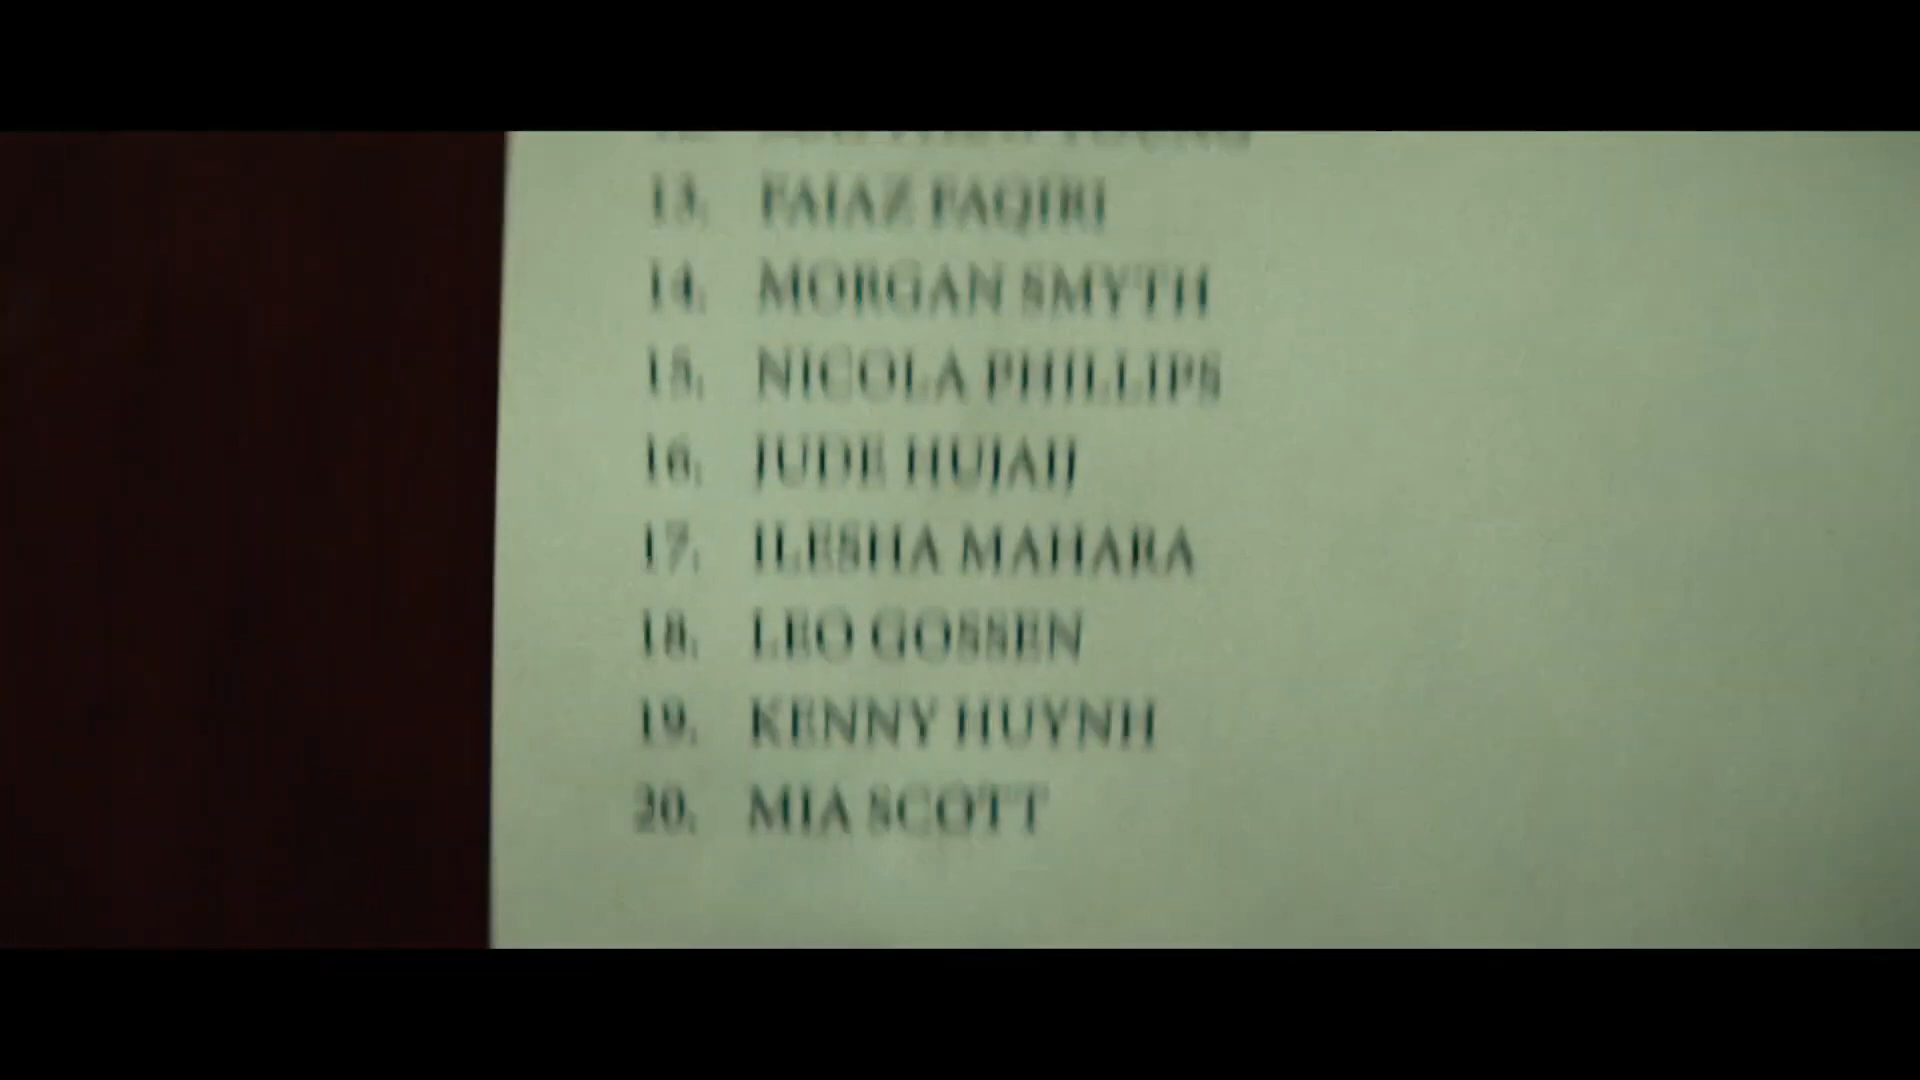 13. FAIAZ FAQIRI
14. MORGAN SMYTH
15. NICOLA PHILLIPS
16. JUDE HIJJAIJ
17. ILESHA MAHARA
18. LEO GOSSEN
19. KENNY HUYNH
20. MIA SCOTT